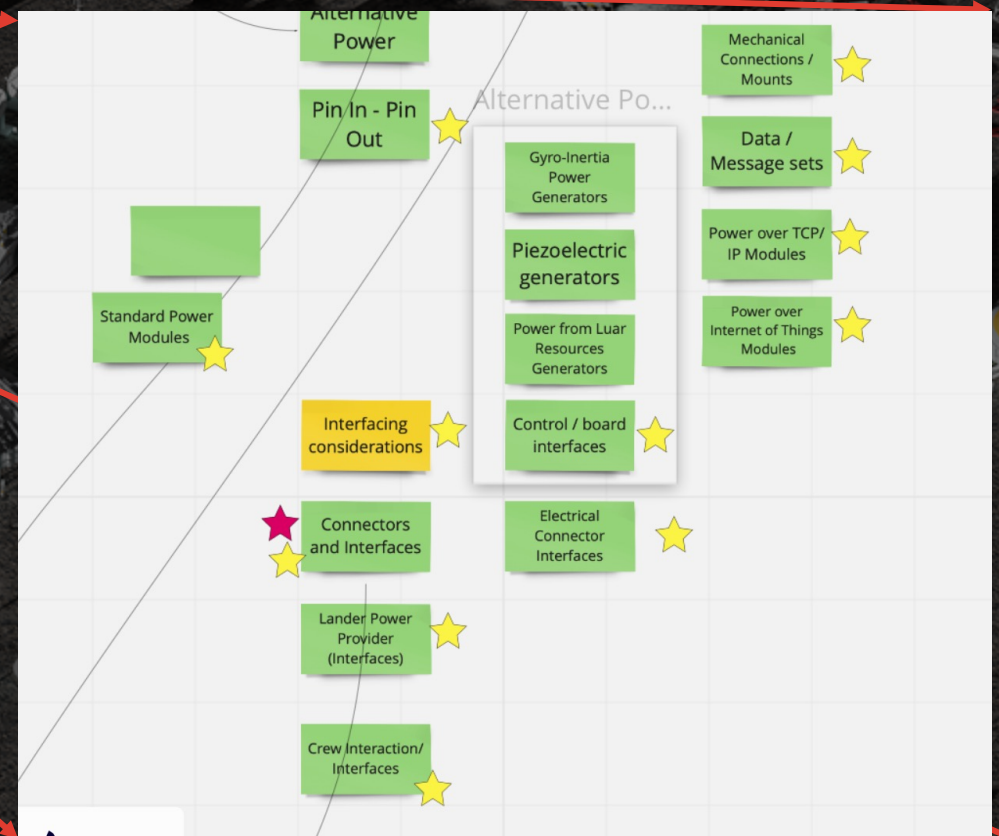 Alternative
Power
Pin In - Pin
Out
Standard Power
Modules
Interfacing
considerations
Connectors
and Interfaces
Lander Power
Provider
(Interfaces)
Crew Interaction/
Interfaces
Alternative Po...
Gyro-Inertia
Power
Generators
Piezoelectric
generators
Power from Luar
Resources
Generators
Control / board
interfaces
Electrical
Connector
Interfaces
Mechanical
Connections /
Mounts
Data /
Message sets
Power over TCP/
IP Modules
Power over
Internet of Things
Modules